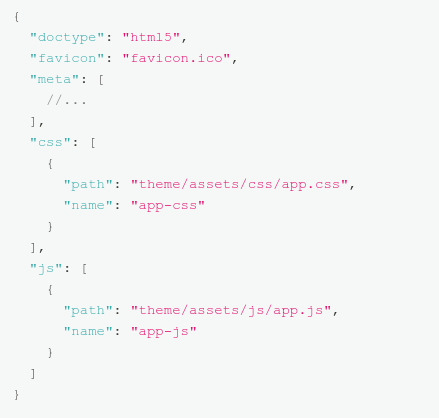 {
  "doctype": "html5",
  "favicon": "favicon.ico",
  "meta": [
    //...
  ],
  "css": [
    {
      "path": "theme/assets/css/app.css",
      "name": "app-css"
    }
  ],
  "js": [
    {
      "path": "theme/assets/js/app.js",
      "name": "app-js"
    }
  ]
}